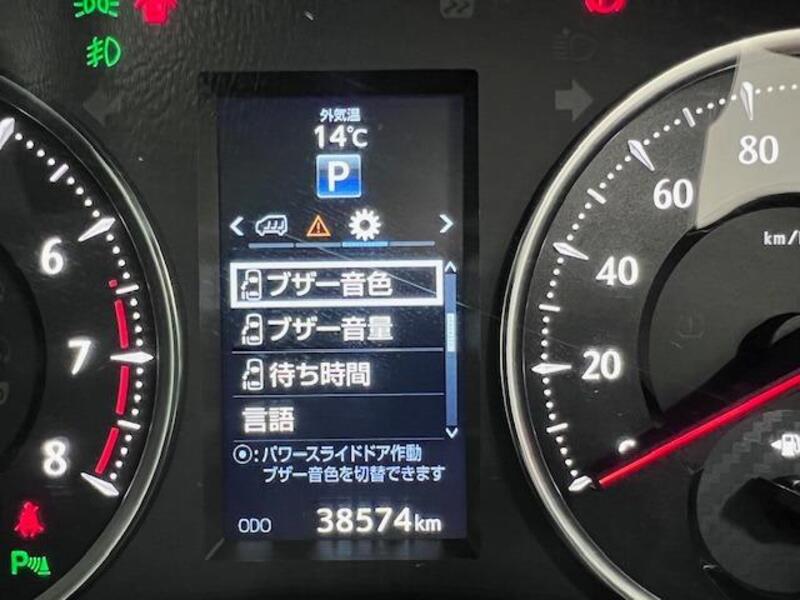 外気温
14℃
P
ブザー音色
ブザー音量
待ち時間
言語
⦿:パワースライドドア作動
ブザー音色を切替できます
ODO 38574km
6
7
8
P
80
60
40
20
km/h